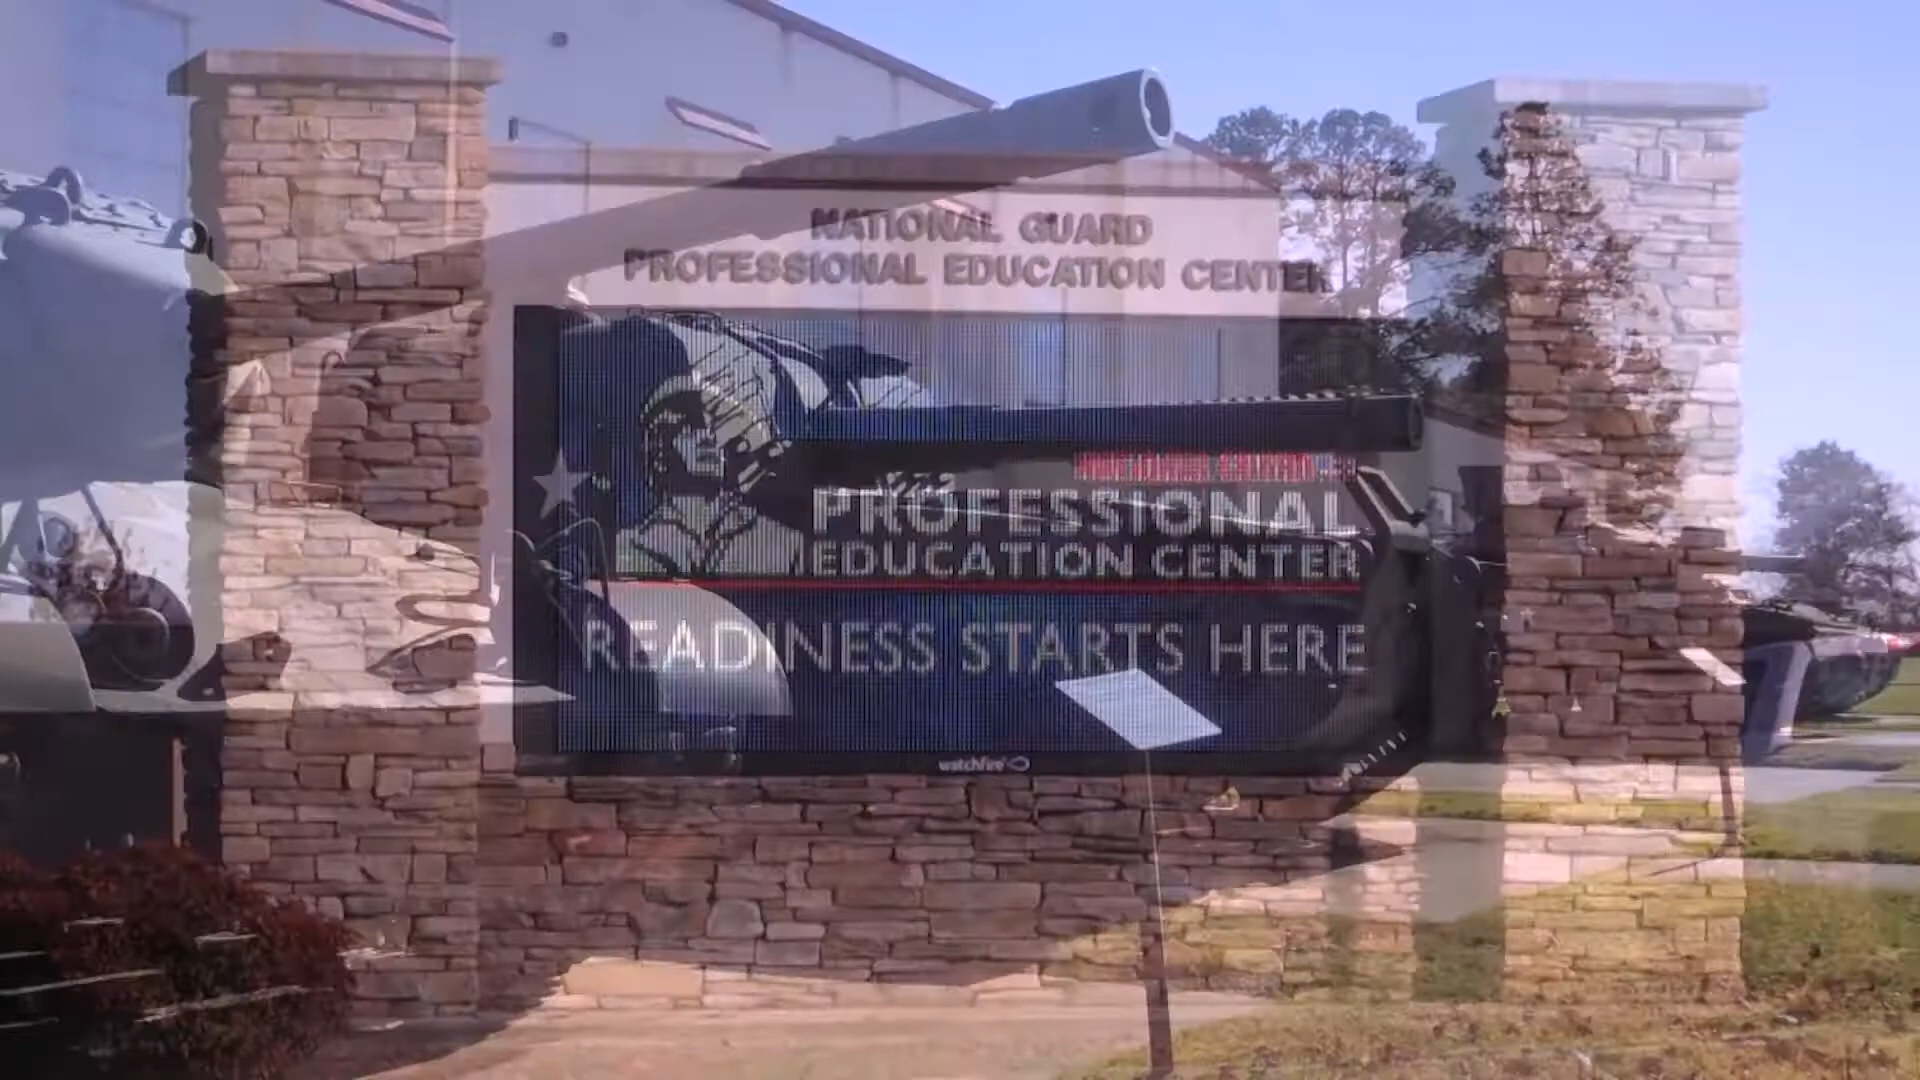 NATIONAL GUARD
PROFESSIONAL EDUCATION CENTER
PROFESSIONAL
EDUCATION CENTER
READINESS STARTS HERE
watchfire